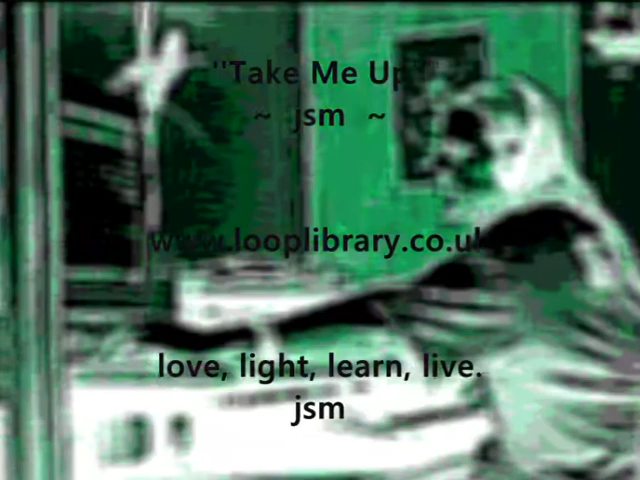 "Take Me Up"
~ jsm ~
www.looplibrary.co.uk
love, light, learn, live.
jsm